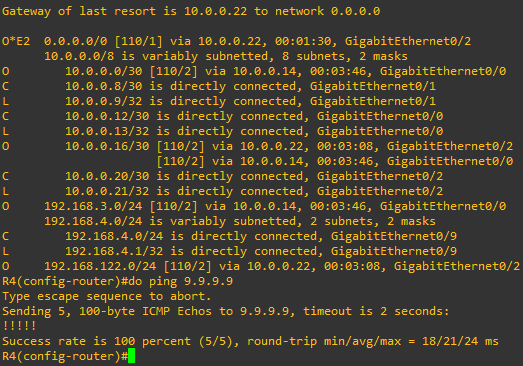 Gateway of last resort is 10.0.0.22 to network 0.0.0.0
O*E2  0.0.0.0/0 [110/1] via 10.0.0.22, 00:01:30, GigabitEthernet0/2
      10.0.0.0/8 is variably subnetted, 8 subnets, 2 masks
O        10.0.0.0/30 [110/2] via 10.0.0.14, 00:03:46, GigabitEthernet0/0
C        10.0.0.8/30 is directly connected, GigabitEthernet0/1
L        10.0.0.9/32 is directly connected, GigabitEthernet0/1
C        10.0.0.12/30 is directly connected, GigabitEthernet0/0
L        10.0.0.13/32 is directly connected, GigabitEthernet0/0
O        10.0.0.16/30 [110/2] via 10.0.0.22, 00:03:08, GigabitEthernet0/2
                      [110/2] via 10.0.0.14, 00:03:46, GigabitEthernet0/0
C        10.0.0.20/30 is directly connected, GigabitEthernet0/2
L        10.0.0.21/32 is directly connected, GigabitEthernet0/2
O     192.168.3.0/24 [110/2] via 10.0.0.14, 00:03:46, GigabitEthernet0/0
      192.168.4.0/24 is variably subnetted, 2 subnets, 2 masks
C        192.168.4.0/24 is directly connected, GigabitEthernet0/9
L        192.168.4.1/32 is directly connected, GigabitEthernet0/9
O     192.168.122.0/24 [110/2] via 10.0.0.22, 00:03:08, GigabitEthernet0/2
R4(config-router)#do ping 9.9.9.9
Type escape sequence to abort.
Sending 5, 100-byte ICMP Echos to 9.9.9.9, timeout is 2 seconds:
!!!!!
Success rate is 100 percent (5/5), round-trip min/avg/max = 18/21/24 ms
R4(config-router)#